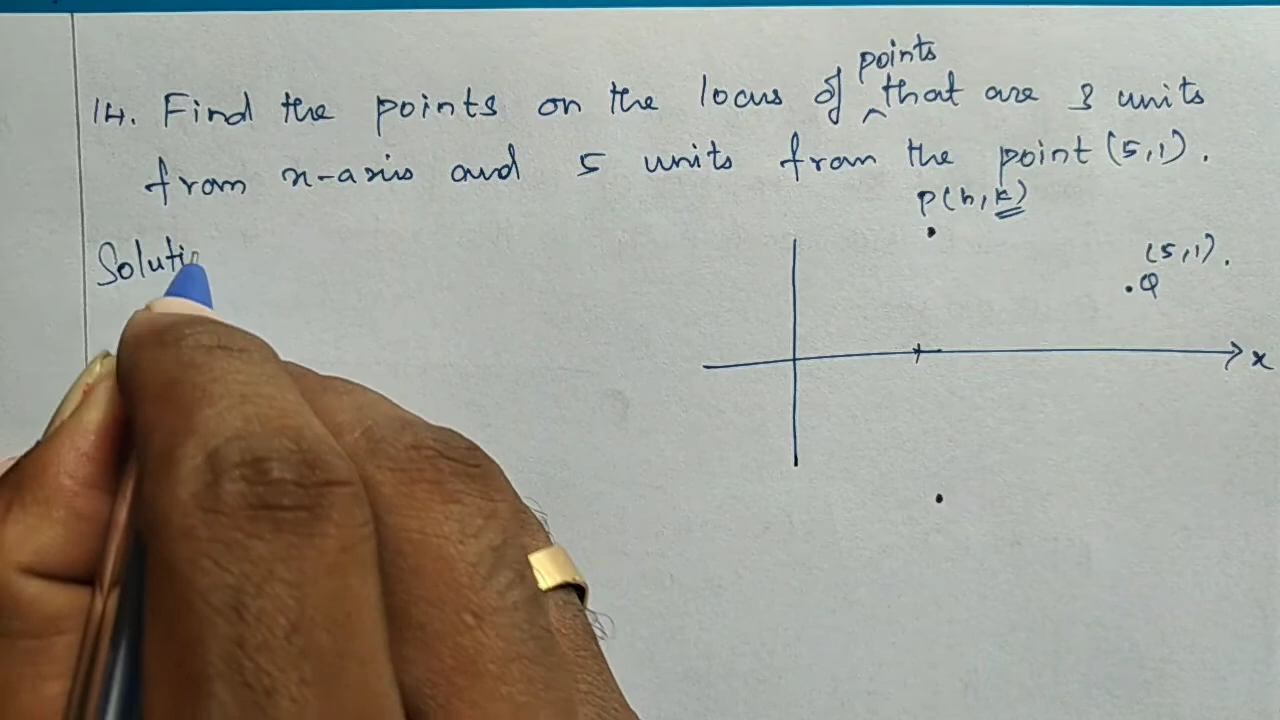 points
14. Find the points on the locus of ^ that are 3 units
from x-axis and 5 units from the point (5,1).
P(h,k)
Soluti
(5,1).
.Q
x